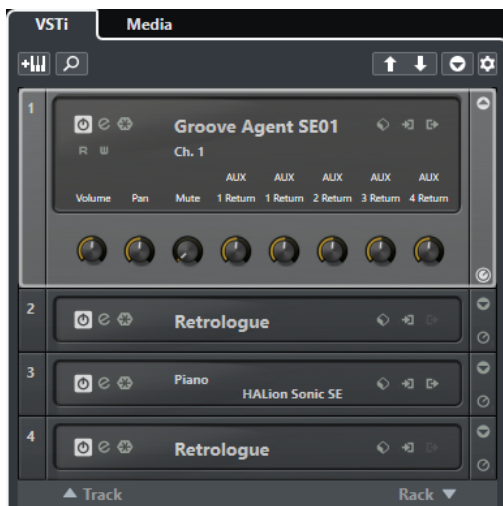 VSTi Media
1
Groove Agent SE01
R W
Ch. 1
AUX AUX AUX AUX AUX
Volume Pan Mute 1 Return 1 Return 2 Return 3 Return 4 Return
2
Retrologue
3
Piano
HALion Sonic SE
4
Retrologue
Track Rack